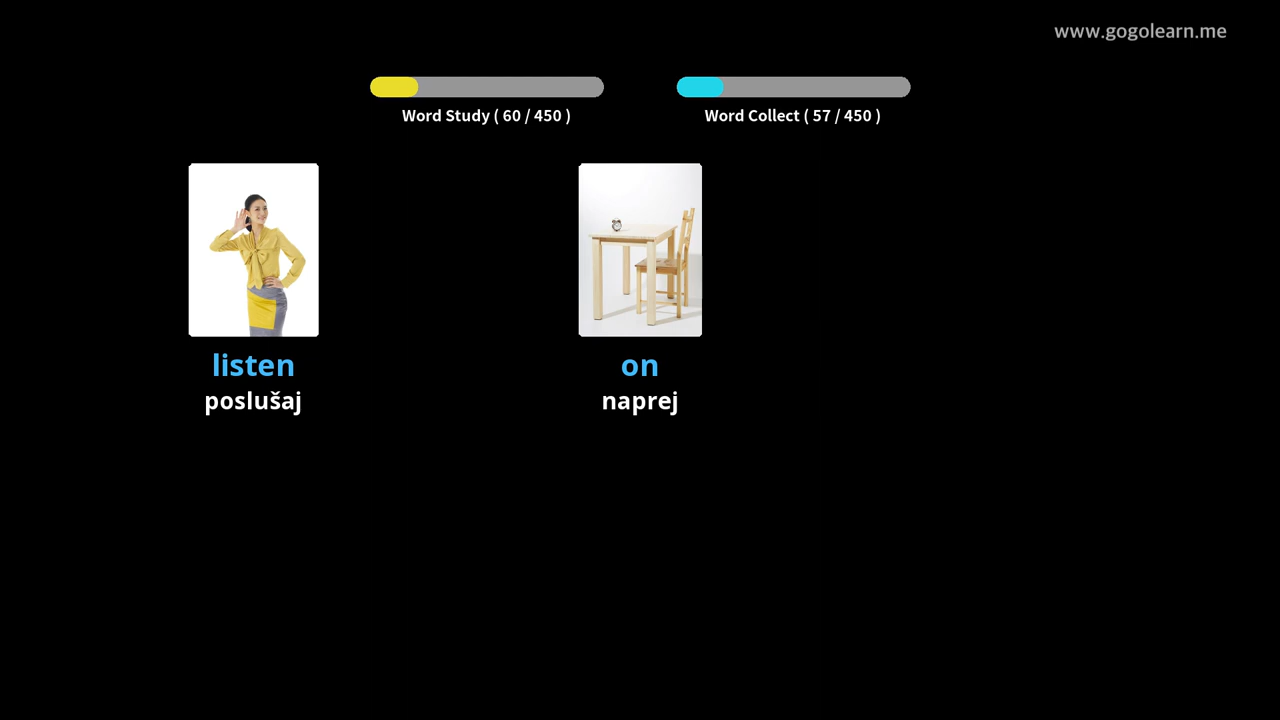 www.gogolearn.me
Word Study ( 60 / 450 )
Word Collect ( 57 / 450 )
listen
poslušaj
on
naprej